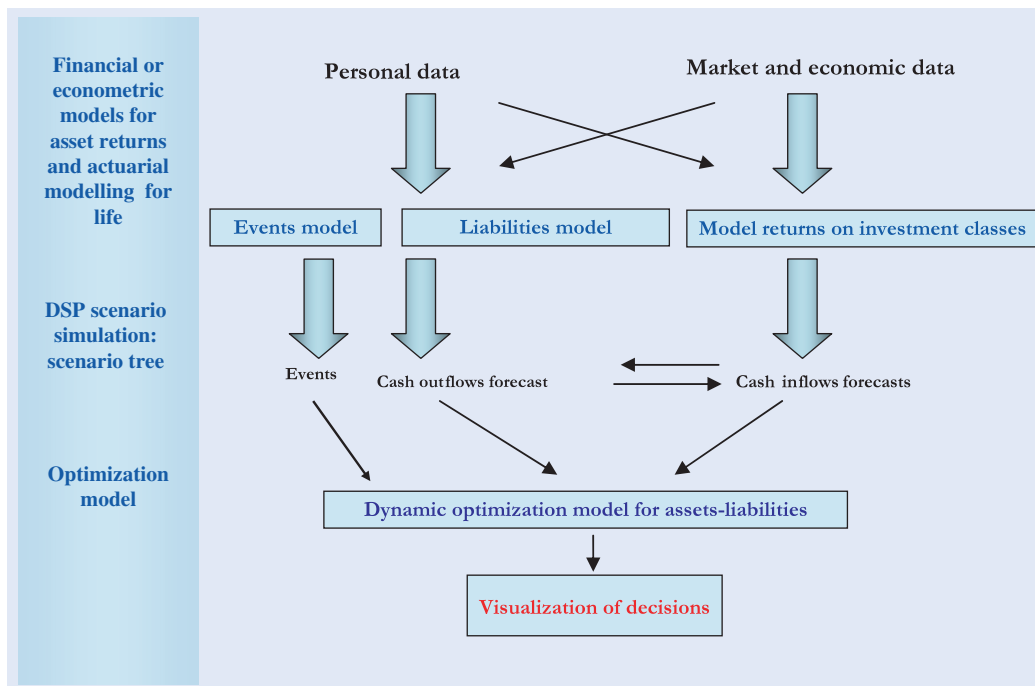 Financial or
econometric
models for
asset returns
and actuarial
modelling for
life
DSP scenario
simulation:
scenario tree
Optimization
model
Personal data
Market and economic data
Events model
Liabilities model
Model returns on investment classes
Events
Cash outflows forecast
Cash inflows forecasts
Dynamic optimization model for assets-liabilities
Visualization of decisions